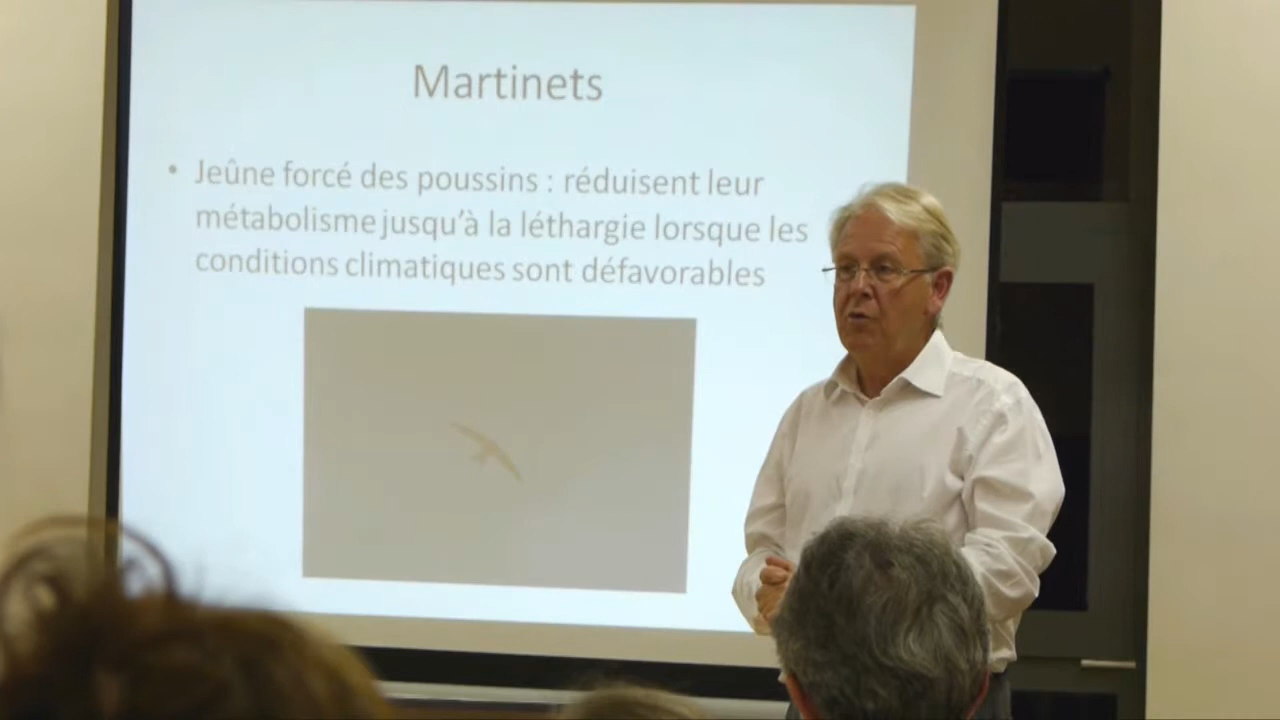 Martinets
• Jeûne forcé des poussins : réduisent leur
métabolisme jusqu’à la léthargie lorsque les
conditions climatiques sont défavorables